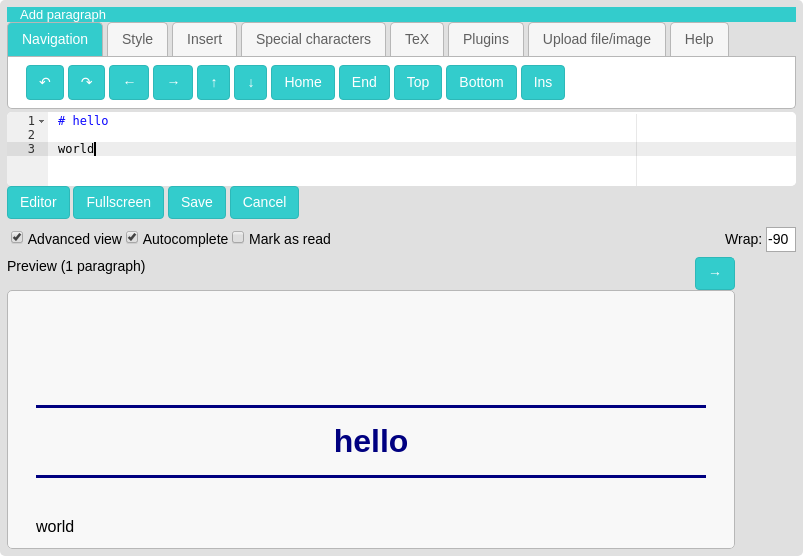 Add paragraph
Navigation Style Insert Special characters TeX Plugins Upload file/image Help
↶ ↷ ← → ↑ ↓ Home End Top Bottom Ins
1 # hello
2
3 world
Editor Fullscreen Save Cancel
Advanced view Autocomplete Mark as read Wrap: -90
Preview (1 paragraph) →
hello
world